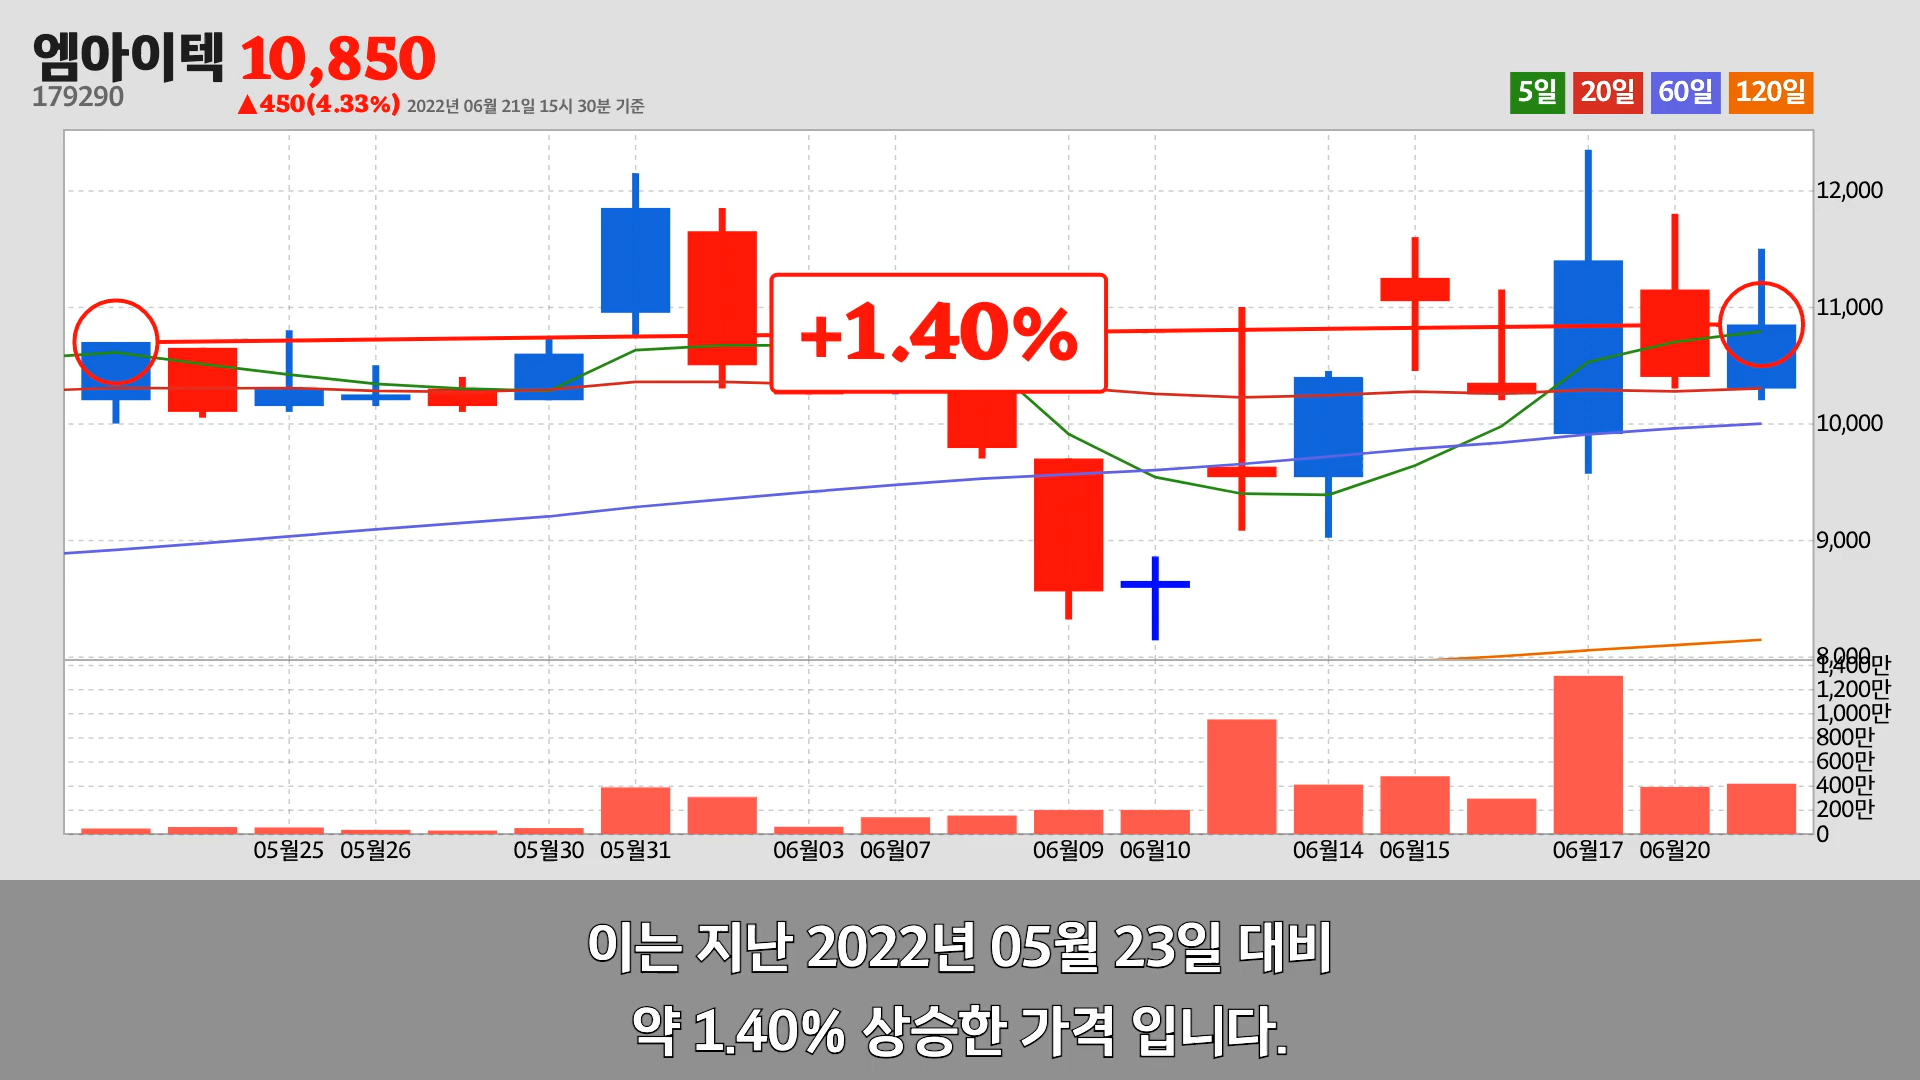 엠아이텍 10,850
179290
▲450(4.33%) 2022년 06월 21일 15시 30분 기준
5일 20일 60일 120일
12,000
11,000
+1.40%
10,000
9,000
8,000
1,400만
1,200만
1,000만
800만
600만
400만
200만
0
05월25 05월26 05월30 05월31 06월03 06월07 06월09 06월10 06월14 06월15 06월17 06월20
이는 지난 2022년 05월 23일 대비
약 1.40% 상승한 가격 입니다.